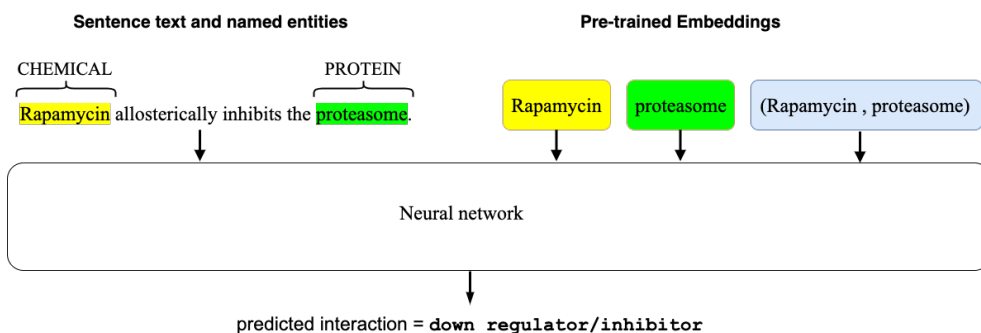 Sentence text and named entities
Pre-trained Embeddings
CHEMICAL
PROTEIN
Rapamycin allosterically inhibits the proteasome.
Rapamycin
proteasome
(Rapamycin , proteasome)
Neural network
predicted interaction = down regulator/inhibitor